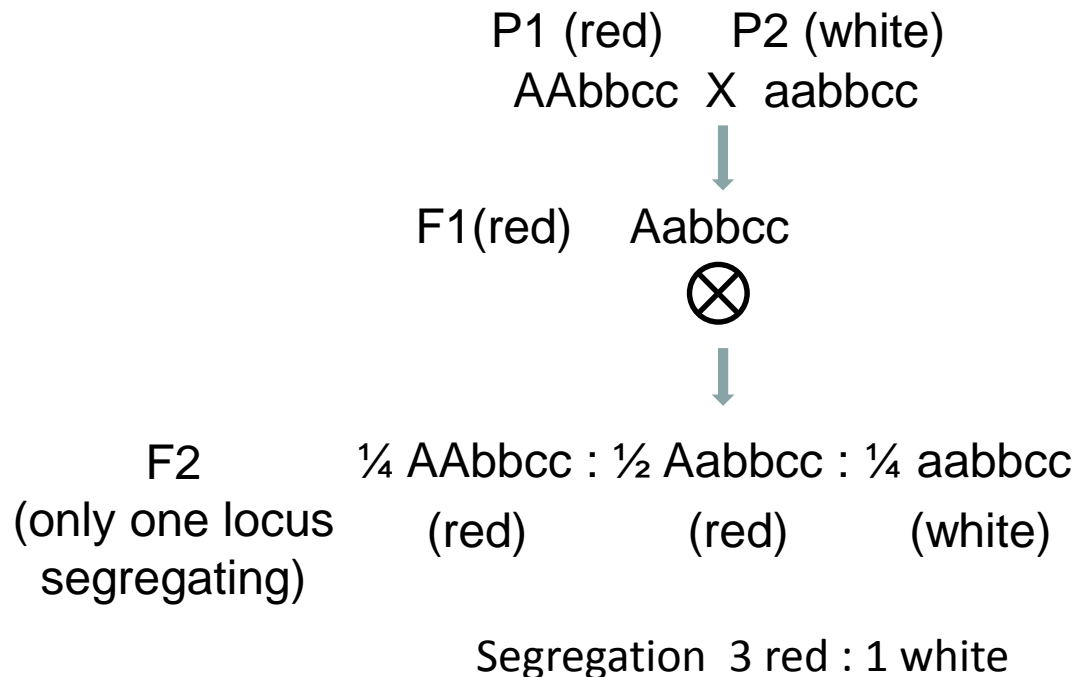 P1 (red) P2 (white)
AAbbcc X aabbcc
F1(red) Aabbcc
F2 ¼ AAbbcc : ½ Aabbcc : ¼ aabbcc
(only one locus (red) (red) (white)
segregating)
Segregation 3 red : 1 white